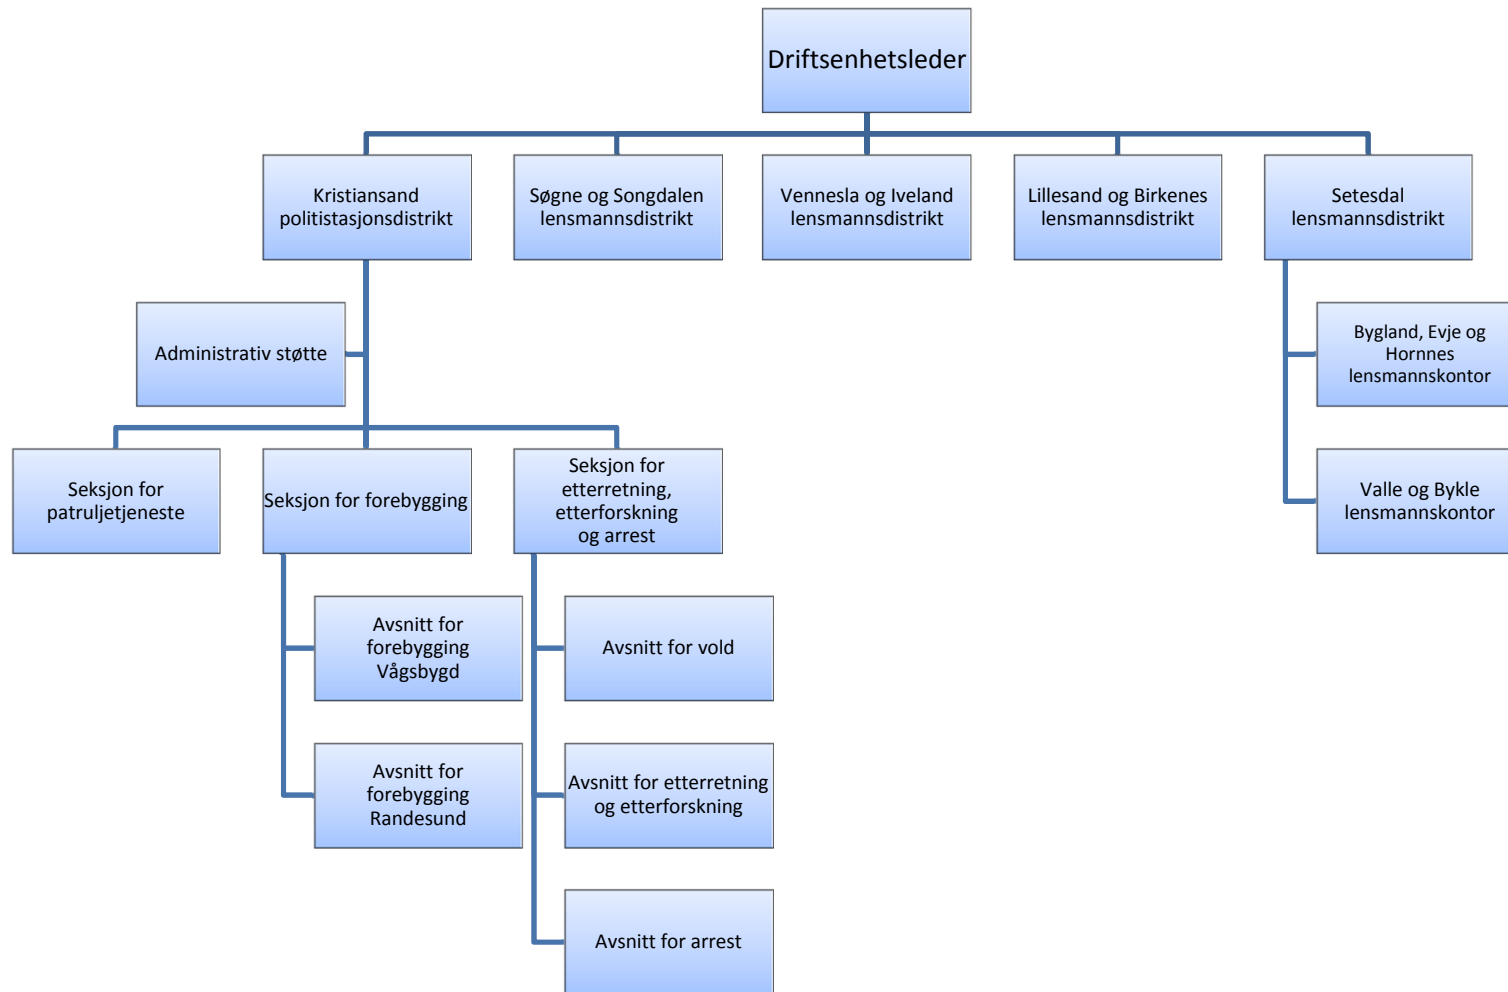 Driftsenhetsleder
Kristiansand
politistasjonsdistrikt
Søgne og Songdalen
lensmannsdistrikt
Vennesla og Iveland
lensmannsdistrikt
Lillesand og Birkenes
lensmannsdistrikt
Setesdal
lensmannsdistrikt
Administrativ støtte
Bygland, Evje og
Hornnes
lensmannskontor
Seksjon for
patruljetjeneste
Seksjon for forebygging
Seksjon for
etterretning,
etterforskning
og arrest
Valle og Bykle
lensmannskontor
Avsnitt for
forebygging
Vågsbygd
Avsnitt for vold
Avsnitt for
forebygging
Randesund
Avsnitt for etterretning
og etterforskning
Avsnitt for arrest